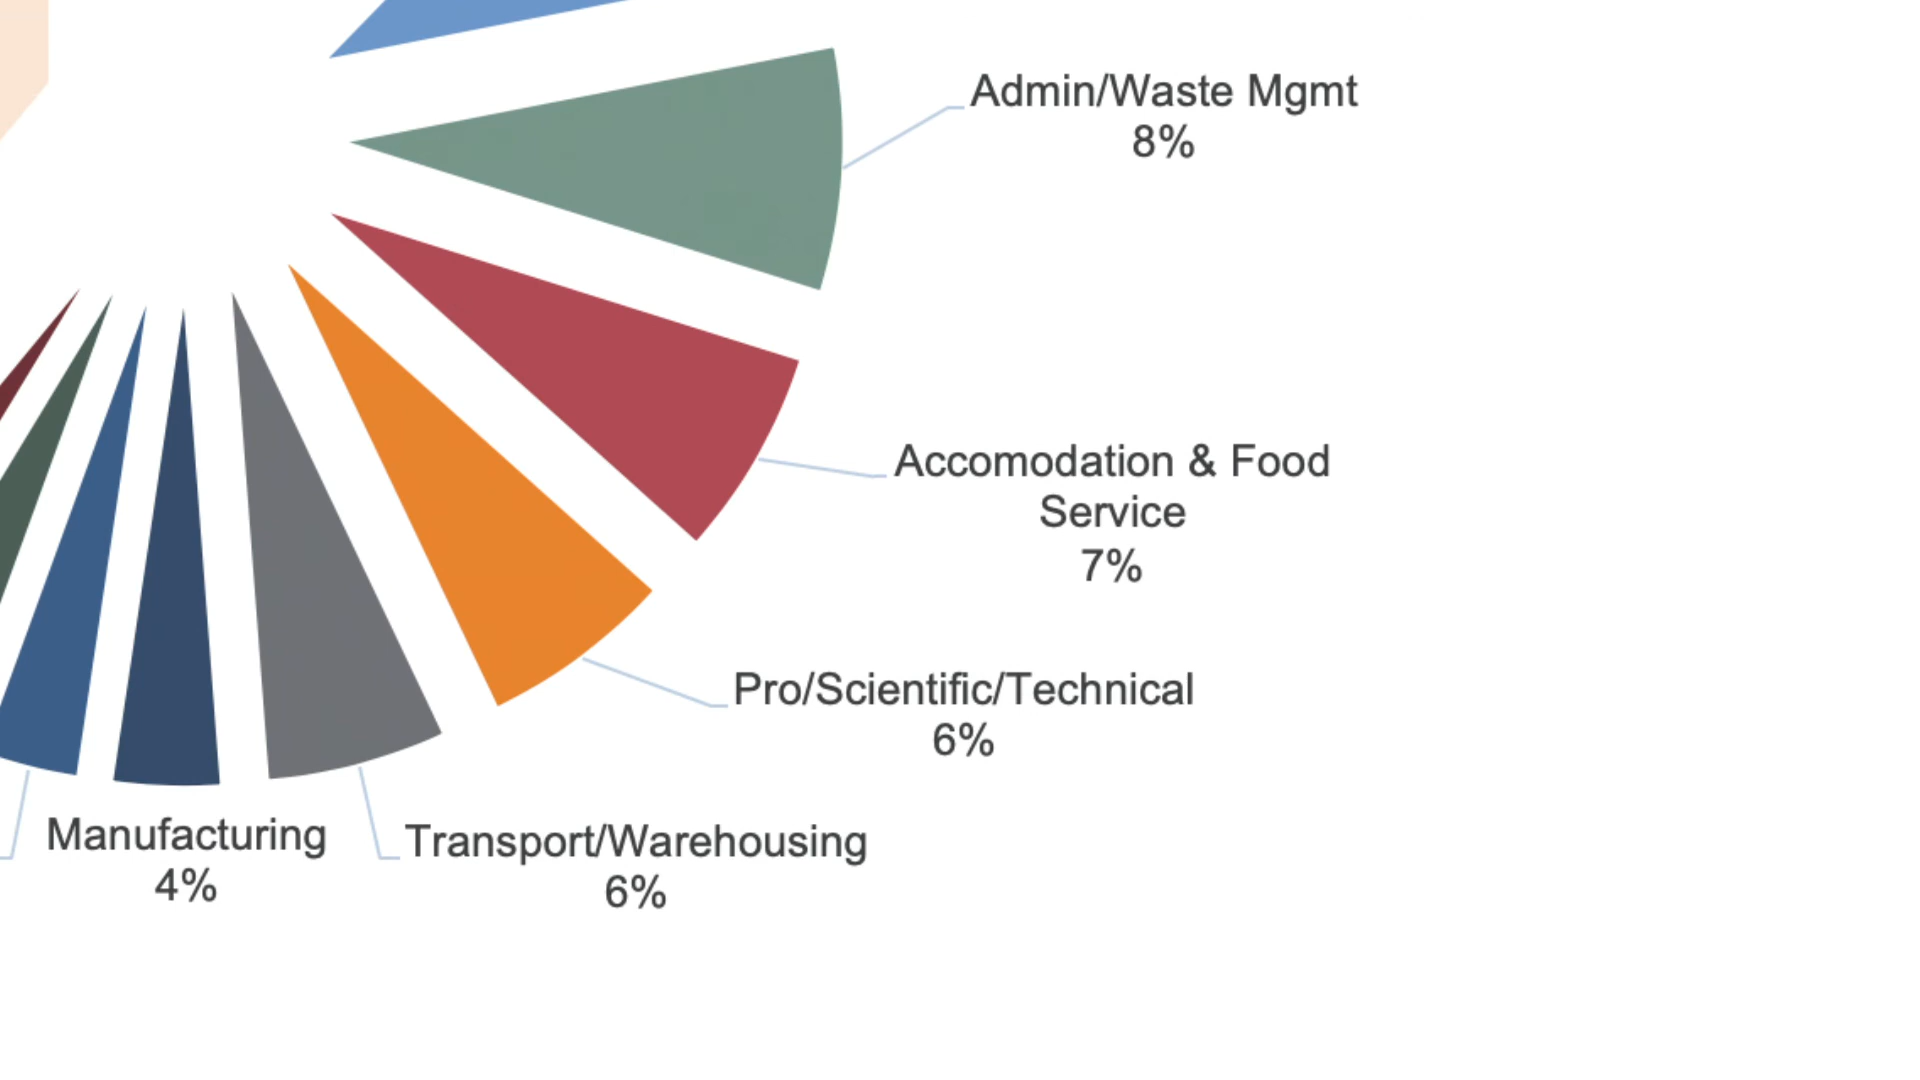 Admin/Waste Mgmt
8%
Accomodation & Food
Service
7%
Pro/Scientific/Technical
6%
Transport/Warehousing
6%
Manufacturing
4%